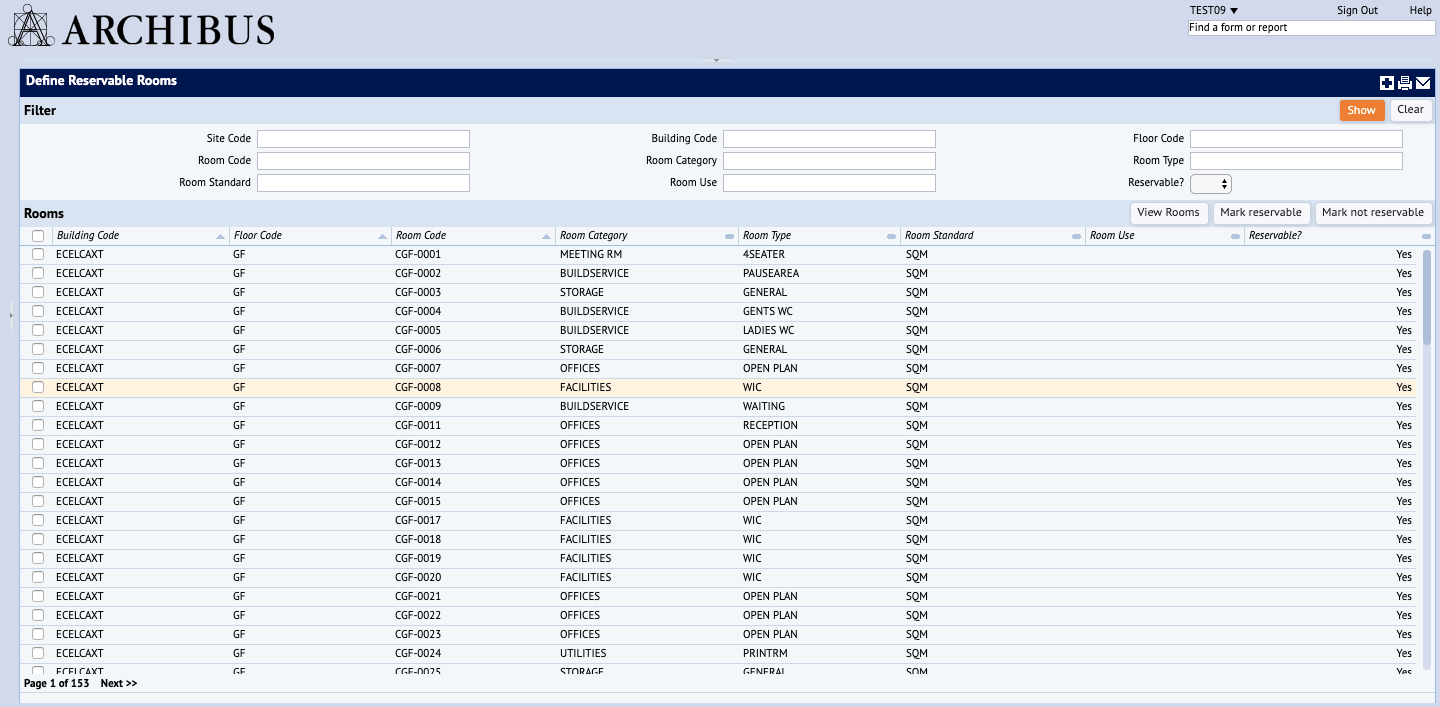 ARCHIBUS
TEST09 Sign Out Help
Find a form or report
Define Reservable Rooms
Filter Show Clear
Site Code Building Code Floor Code
Room Code Room Category Room Type
Room Standard Room Use Reservable?
Rooms View Rooms Mark reservable Mark not reservable
Building Code Floor Code Room Code Room Category Room Type Room Standard Room Use Reservable?
ECELCAXT GF CGF-0001 MEETING RM 4SEATER SQM Yes
ECELCAXT GF CGF-0002 BUILDSERVICE PAUSEAREA SQM Yes
ECELCAXT GF CGF-0003 STORAGE GENERAL SQM Yes
ECELCAXT GF CGF-0004 BUILDSERVICE GENTS WC SQM Yes
ECELCAXT GF CGF-0005 BUILDSERVICE LADIES WC SQM Yes
ECELCAXT GF CGF-0006 STORAGE GENERAL SQM Yes
ECELCAXT GF CGF-0007 OFFICES OPEN PLAN SQM Yes
ECELCAXT GF CGF-0008 FACILITIES WIC SQM Yes
ECELCAXT GF CGF-0009 BUILDSERVICE WAITING SQM Yes
ECELCAXT GF CGF-0011 OFFICES RECEPTION SQM Yes
ECELCAXT GF CGF-0012 OFFICES OPEN PLAN SQM Yes
ECELCAXT GF CGF-0013 OFFICES OPEN PLAN SQM Yes
ECELCAXT GF CGF-0014 OFFICES OPEN PLAN SQM Yes
ECELCAXT GF CGF-0015 OFFICES OPEN PLAN SQM Yes
ECELCAXT GF CGF-0017 FACILITIES WIC SQM Yes
ECELCAXT GF CGF-0018 FACILITIES WIC SQM Yes
ECELCAXT GF CGF-0019 FACILITIES WIC SQM Yes
ECELCAXT GF CGF-0020 FACILITIES WIC SQM Yes
ECELCAXT GF CGF-0021 OFFICES OPEN PLAN SQM Yes
ECELCAXT GF CGF-0022 OFFICES OPEN PLAN SQM Yes
ECELCAXT GF CGF-0023 OFFICES OPEN PLAN SQM Yes
ECELCAXT GF CGF-0024 UTILITIES PRINTRM SQM Yes
ECELCAXT GF CGF-0025 STORAGE GENERAL SQM Yes
Page 1 of 153 Next >>